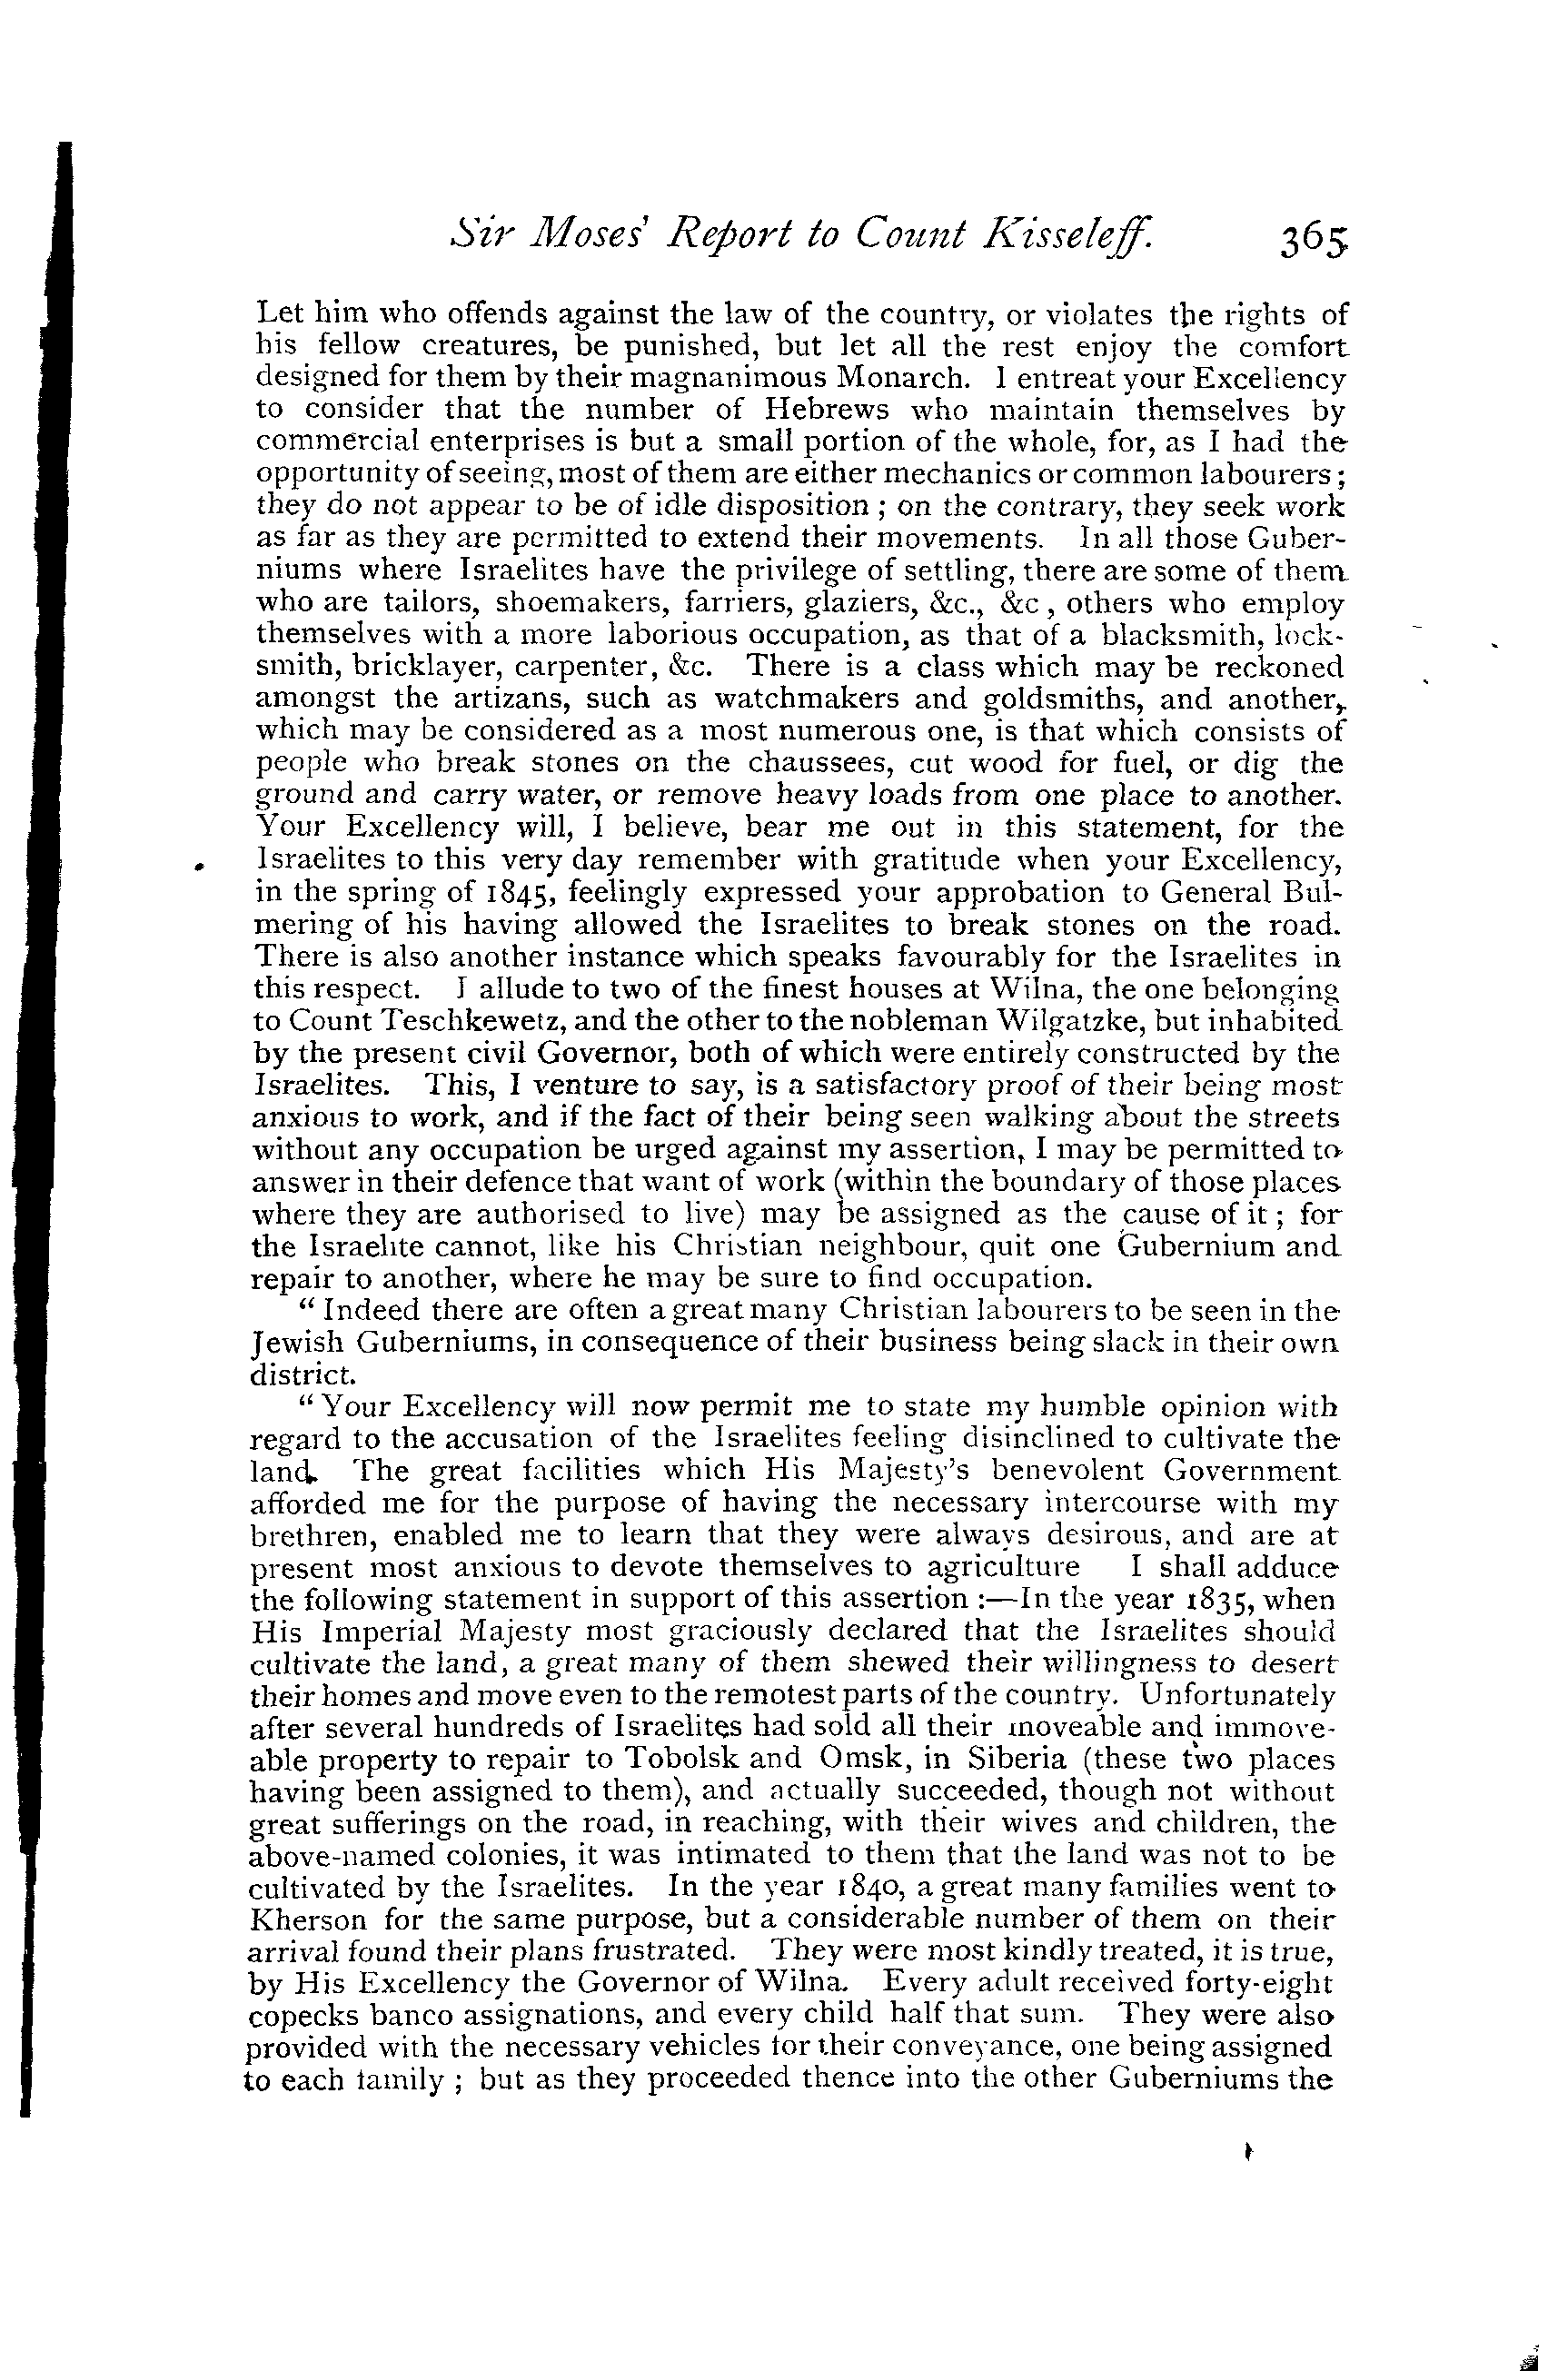 Sir Moses' Report to Count Kisseleff. 365
Let him who offends against the law of the country, or violates the rights of
his fellow creatures, be punished, but let all the rest enjoy the comfort
designed for them by their magnanimous Monarch. I entreat your Excellency
to consider that the number of Hebrews who maintain themselves by
commercial enterprises is but a small portion of the whole, for, as I had the
opportunity of seeing, most of them are either mechanics or common labourers;
they do not appear to be of idle disposition ; on the contrary, they seek work
as far as they are permitted to extend their movements. In all those Guber-
niums where Israelites have the privilege of settling, there are some of them
who are tailors, shoemakers, farriers, glaziers, &c., &c , others who employ
themselves with a more laborious occupation, as that of a blacksmith, lock-
smith, bricklayer, carpenter, &c. There is a class which may be reckoned
amongst the artizans, such as watchmakers and goldsmiths, and another,
which may be considered as a most numerous one, is that which consists of
people who break stones on the chaussees, cut wood for fuel, or dig the
ground and carry water, or remove heavy loads from one place to another.
Your Excellency will, I believe, bear me out in this statement, for the
Israelites to this very day remember with gratitude when your Excellency,
in the spring of 1845, feelingly expressed your approbation to General Bul-
mering of his having allowed the Israelites to break stones on the road.
There is also another instance which speaks favourably for the Israelites in
this respect. I allude to two of the finest houses at Wilna, the one belonging
to Count Teschkewetz, and the other to the nobleman Wilgatzke, but inhabited
by the present civil Governor, both of which were entirely constructed by the
Israelites. This, I venture to say, is a satisfactory proof of their being most
anxious to work, and if the fact of their being seen walking about the streets
without any occupation be urged against my assertion, I may be permitted to
answer in their defence that want of work (within the boundary of those places
where they are authorised to live) may be assigned as the cause of it ; for
the Israelite cannot, like his Christian neighbour, quit one Gubernium and
repair to another, where he may be sure to find occupation.
" Indeed there are often a great many Christian labourers to be seen in the
Jewish Guberniums, in consequence of their business being slack in their own
district.
" Your Excellency will now permit me to state my humble opinion with
regard to the accusation of the Israelites feeling disinclined to cultivate the
land. The great facilities which His Majesty's benevolent Government
afforded me for the purpose of having the necessary intercourse with my
brethren, enabled me to learn that they were always desirous, and are at
present most anxious to devote themselves to agriculture I shall adduce
the following statement in support of this assertion :—In the year 1835, when
His Imperial Majesty most graciously declared that the Israelites should
cultivate the land, a great many of them shewed their willingness to desert
their homes and move even to the remotest parts of the country. Unfortunately
after several hundreds of Israelites had sold all their moveable and immove-
able property to repair to Tobolsk and Omsk, in Siberia (these two places
having been assigned to them), and actually succeeded, though not without
great sufferings on the road, in reaching, with their wives and children, the
above-named colonies, it was intimated to them that the land was not to be
cultivated by the Israelites. In the year 1840, a great many families went to
Kherson for the same purpose, but a considerable number of them on their
arrival found their plans frustrated. They were most kindly treated, it is true,
by His Excellency the Governor of Wilna. Every adult received forty-eight
copecks banco assignations, and every child half that sum. They were also
provided with the necessary vehicles for their conveyance, one being assigned
to each family ; but as they proceeded thence into the other Guberniums the